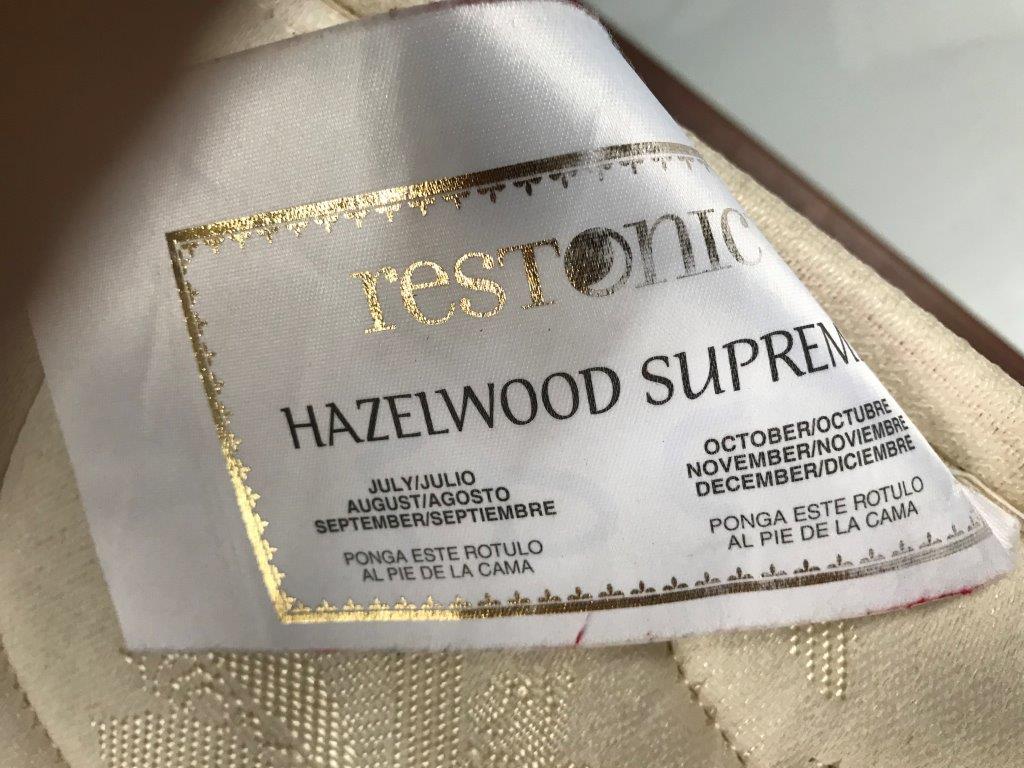 resTonic
HAZELWOOD SUPREM
JULY/JULIO
AUGUST/AGOSTO
SEPTEMBER/SEPTIEMBRE
PONGA ESTE ROTULO
AL PIE DE LA CAMA
OCTOBER/OCTUBRE
NOVEMBER/NOVIEMBRE
DECEMBER/DICIEMBRE
PONGA ESTE ROTULO
AL PIE DE LA CAMA